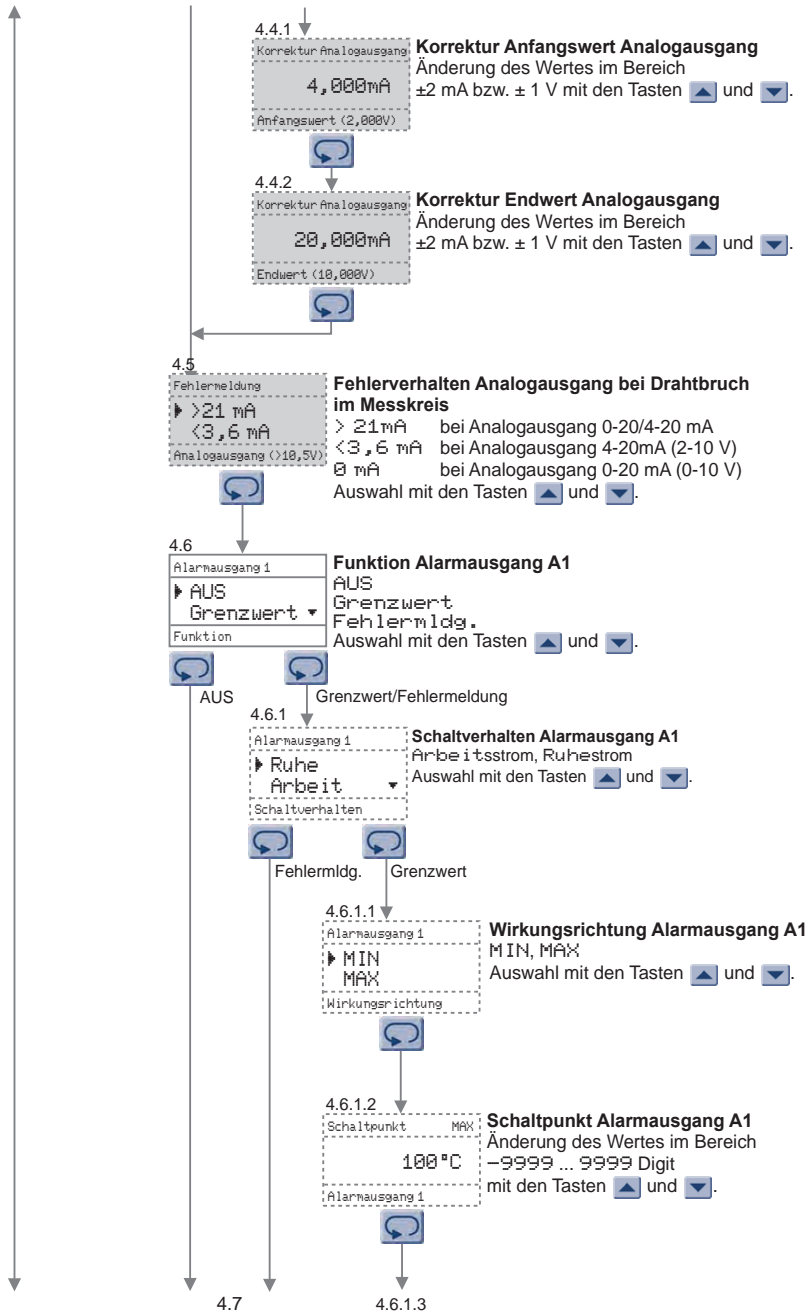 4.4.1
Korrektur Analogausgang
4,000mA
Anfangswert (2,000V)
Korrektur Anfangswert Analogausgang
Änderung des Wertes im Bereich
±2 mA bzw. ± 1 V mit den Tasten und .
4.4.2
Korrektur Analogausgang
20,000mA
Endwert (10,000V)
Korrektur Endwert Analogausgang
Änderung des Wertes im Bereich
±2 mA bzw. ± 1 V mit den Tasten und .
4.5
Fehlermeldung
>21 mA
<3,6 mA
Analogausgang (>10,5V)
Fehlerverhalten Analogausgang bei Drahtbruch
im Messkreis
> 21mA bei Analogausgang 0-20/4-20 mA
<3,6 mA bei Analogausgang 4-20mA (2-10 V)
0 mA bei Analogausgang 0-20 mA (0-10 V)
Auswahl mit den Tasten und .
4.6
Alarmausgang 1
AUS
Grenzwert
Funktion
Funktion Alarmausgang A1
AUS
Grenzwert
Fehlermldg.
Auswahl mit den Tasten und .
AUS
Grenzwert/Fehlermeldung
4.6.1
Alarmausgang 1
Ruhe
Arbeit
Schaltverhalten
Schaltverhalten Alarmausgang A1
Arbeitsstrom, Ruhestrom
Auswahl mit den Tasten und .
Fehlermldg.
Grenzwert
4.6.1.1
Alarmausgang 1
MIN
MAX
Wirkungsrichtung
Wirkungsrichtung Alarmausgang A1
MIN, MAX
Auswahl mit den Tasten und .
4.6.1.2
Schaltpunkt MAX
100°C
Alarmausgang 1
Schaltpunkt Alarmausgang A1
Änderung des Wertes im Bereich
-9999 ... 9999 Digit
mit den Tasten und .
4.7
4.6.1.3